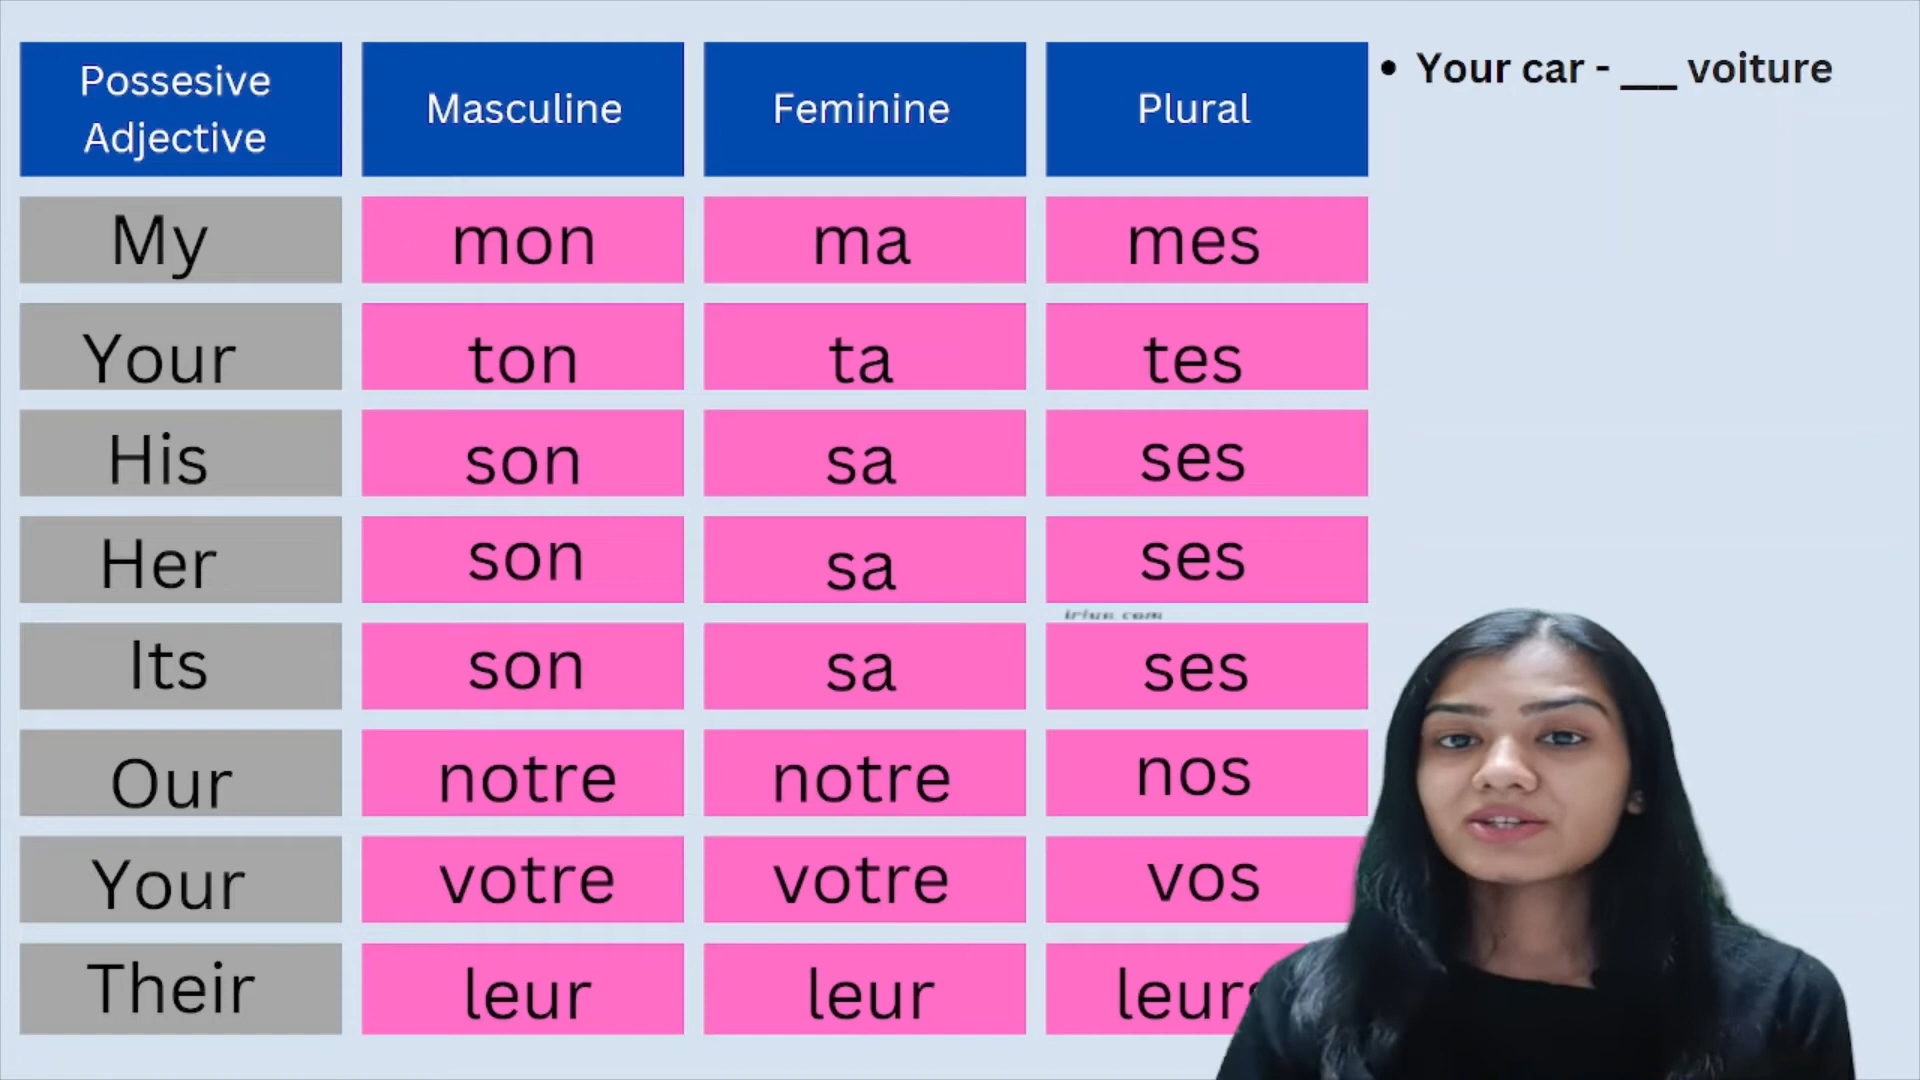 Possesive
Adjective
Masculine
Feminine
Plural
• Your car - ___ voiture
My
mon
ma
mes
Your
ton
ta
tes
His
son
sa
ses
Her
son
sa
ses
Its
son
sa
ses
Our
notre
notre
nos
Your
votre
votre
vos
Their
leur
leur
leurs